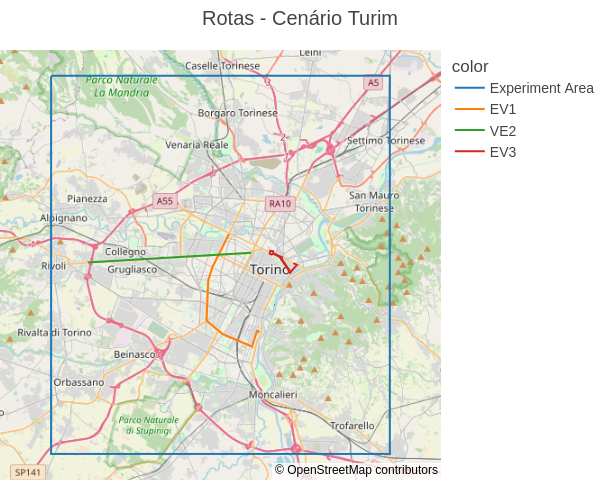 Rotas - Cenário Turim
color
Experiment Area
EV1
VE2
EV3
Leini
Caselle Torinese
A5
Parco Naturale
La Mandria
Borgaro Torinese
2
Settimo Torinese
Venaria Reale
Pianezza
A55
RA10
San Mauro
Torinese
Alpignano
Collegno
Rivoli
Grugliasco
Torino
Rivalta di Torino
Beinasco
Orbassano
Moncalieri
Parco Naturale
di Stupinigi
Trofarello
SP141
© OpenStreetMap contributors